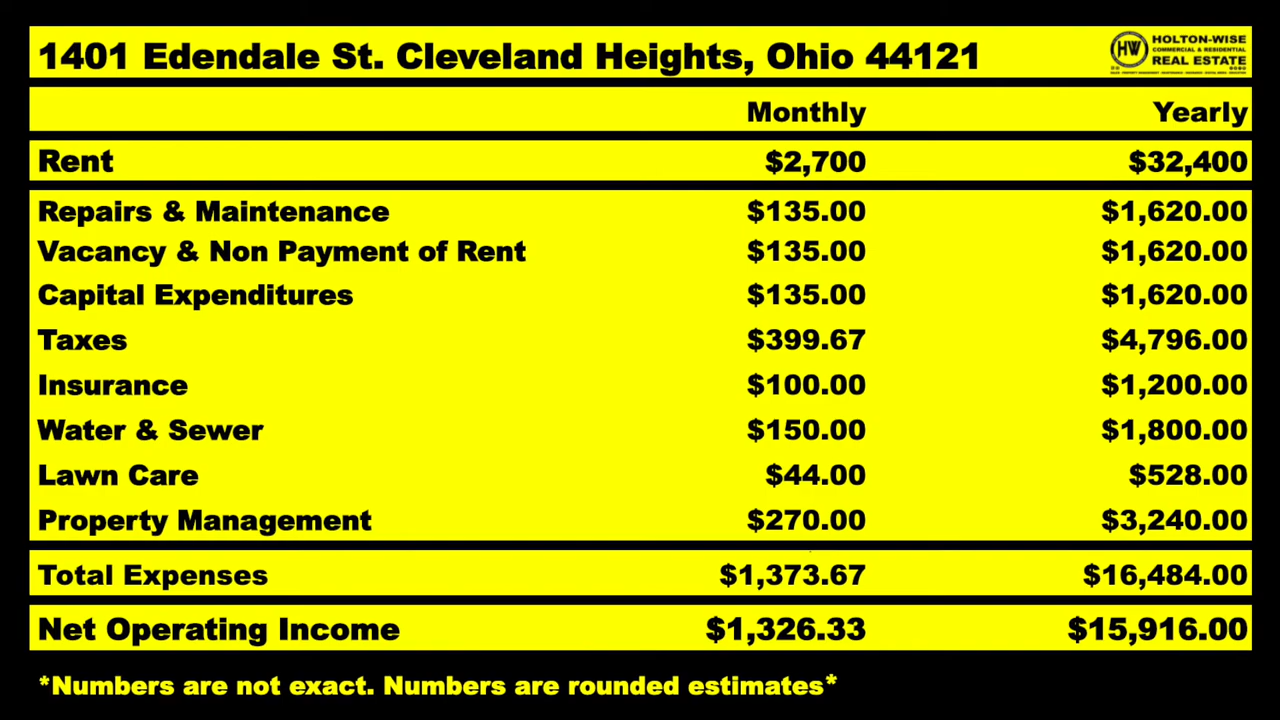 1401 Edendale St. Cleveland Heights, Ohio 44121
HOLTON-WISE
COMMERCIAL & RESIDENTIAL
REAL ESTATE
HW
Monthly Yearly
Rent $2,700 $32,400
Repairs & Maintenance $135.00 $1,620.00
Vacancy & Non Payment of Rent $135.00 $1,620.00
Capital Expenditures $135.00 $1,620.00
Taxes $399.67 $4,796.00
Insurance $100.00 $1,200.00
Water & Sewer $150.00 $1,800.00
Lawn Care $44.00 $528.00
Property Management $270.00 $3,240.00
Total Expenses $1,373.67 $16,484.00
Net Operating Income $1,326.33 $15,916.00
*Numbers are not exact. Numbers are rounded estimates*